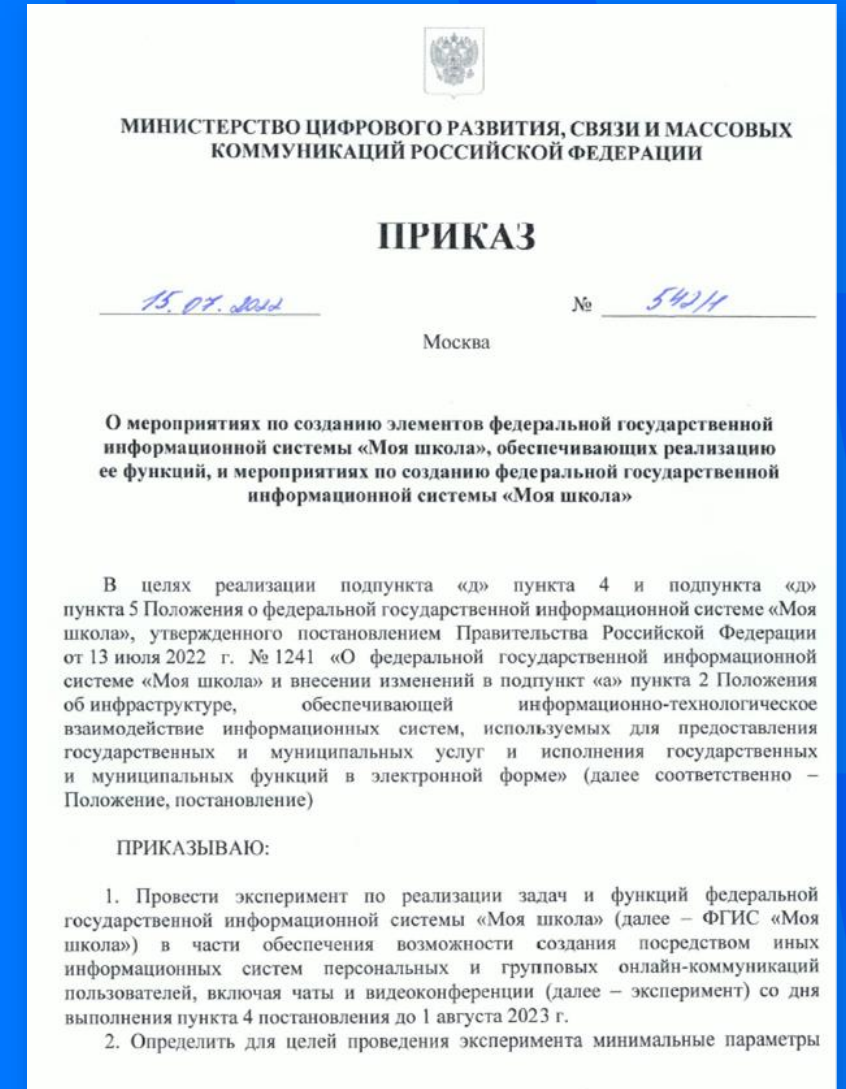 МИНИСТЕРСТВО ЦИФРОВОГО РАЗВИТИЯ, СВЯЗИ И МАССОВЫХ
КОММУНИКАЦИЙ РОССИЙСКОЙ ФЕДЕРАЦИИ
ПРИКАЗ
15.07.2022 № 542/1
Москва
О мероприятиях по созданию элементов федеральной государственной
информационной системы «Моя школа», обеспечивающих реализацию
ее функций, и мероприятиях по созданию федеральной государственной
информационной системы «Моя школа»
В целях реализации подпункта «д» пункта 4 и подпункта «д»
пункта 5 Положения о федеральной государственной информационной системе «Моя
школа», утвержденного постановлением Правительства Российской Федерации
от 13 июля 2022 г. № 1241 «О федеральной государственной информационной
системе «Моя школа» и внесении изменений в подпункт «а» пункта 2 Положения
об инфраструктуре, обеспечивающей информационно-технологическое
взаимодействие информационных систем, используемых для предоставления
государственных и муниципальных услуг и исполнения государственных
и муниципальных функций в электронной форме» (далее соответственно –
Положение, постановление)
ПРИКАЗЫВАЮ:
1. Провести эксперимент по реализации задач и функций федеральной
государственной информационной системы «Моя школа» (далее – ФГИС «Моя
школа») в части обеспечения возможности создания посредством иных
информационных систем персональных и групповых онлайн-коммуникаций
пользователей, включая чаты и видеоконференции (далее – эксперимент) со дня
выполнения пункта 4 постановления до 1 августа 2023 г.
2. Определить для целей проведения эксперимента минимальные параметры